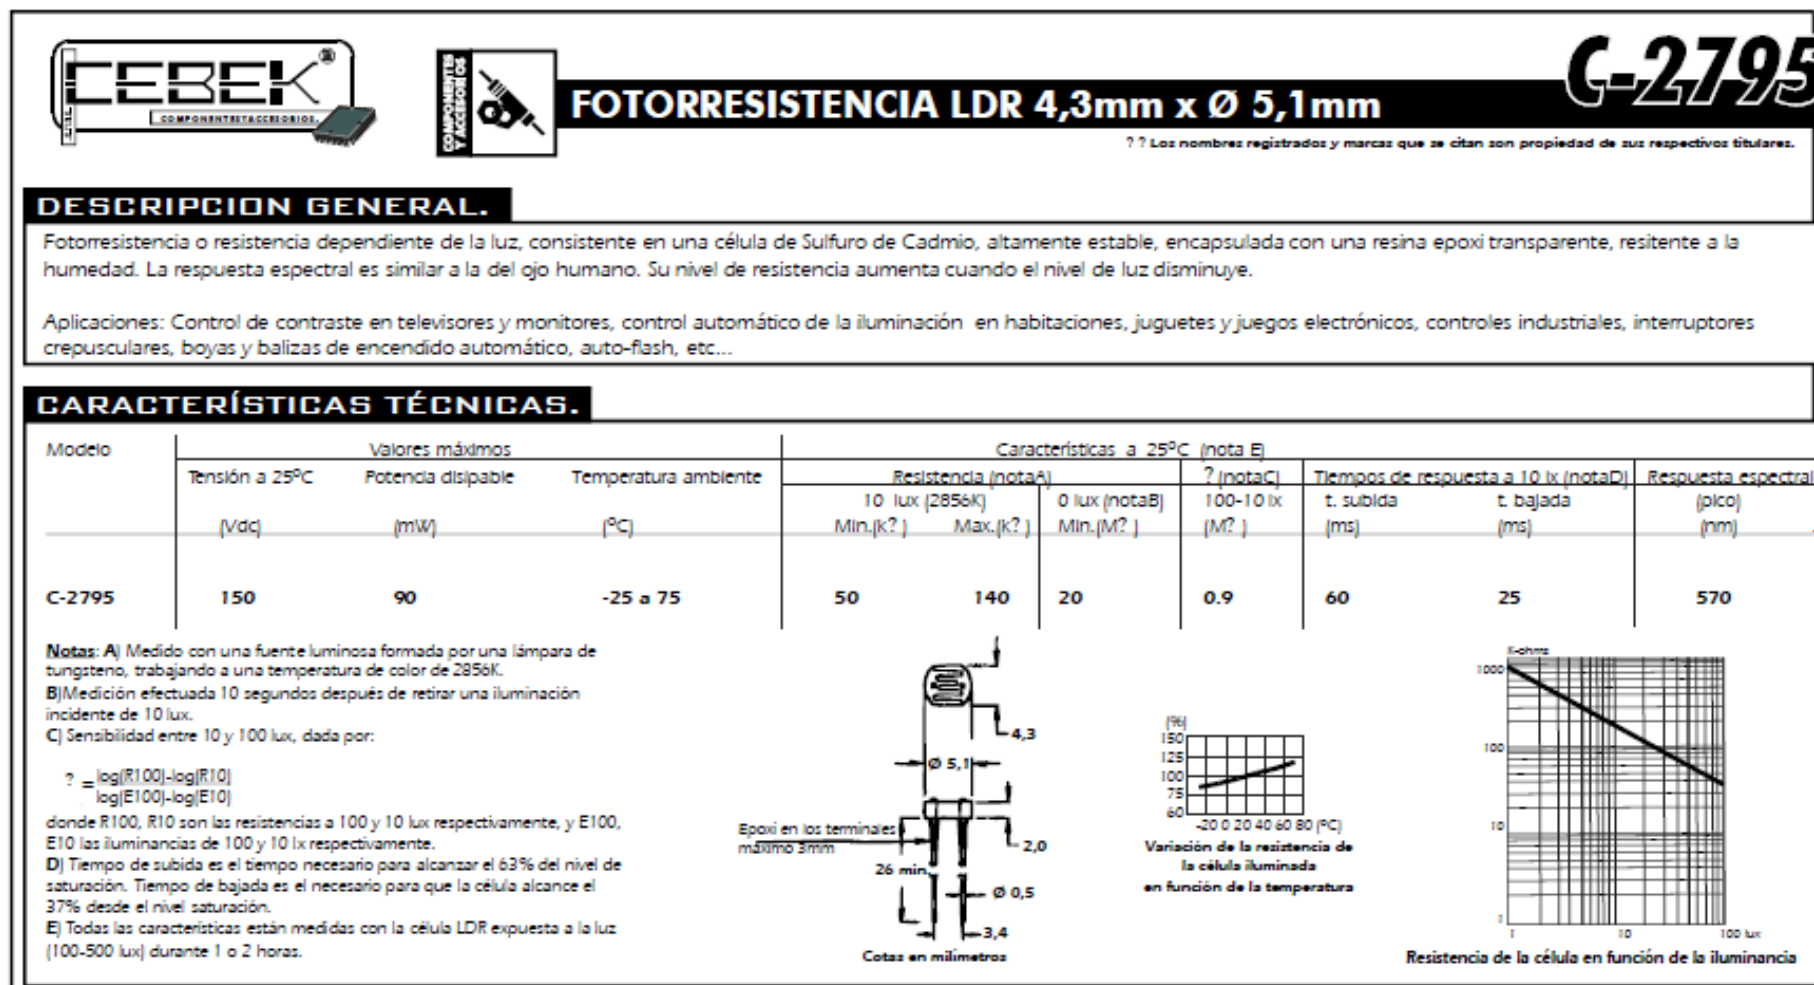 CEBEK®
COMPONENTES Y ACCESORIOS.
COMPONENTES
Y ACCESORIOS
FOTORRESISTENCIA LDR 4,3mm x Ø 5,1mm
C-2795
? ? Los nombres registrados y marcas que se citan son propiedad de sus respectivos titulares.
DESCRIPCION GENERAL.
Fotorresistencia o resistencia dependiente de la luz, consistente en una célula de Sulfuro de Cadmio, altamente estable, encapsulada con una resina epoxi transparente, resitente a la
humedad. La respuesta espectral es similar a la del ojo humano. Su nivel de resistencia aumenta cuando el nivel de luz disminuye.
Aplicaciones: Control de contraste en televisores y monitores, control automático de la iluminación en habitaciones, juguetes y juegos electrónicos, controles industriales, interruptores
crepusculares, boyas y balizas de encendido automático, auto-flash, etc...
CARACTERÍSTICAS TÉCNICAS.
Modelo Valores máximos Características a 25ºC (nota E)
Tensión a 25ºC Potencia disipable Temperatura ambiente Resistencia (notaA) ? (notaC) Tiempos de respuesta a 10 lx (notaD) Respuesta espectral
10 lux (2856K) 0 lux (notaB) 100-10 lx t. subida t. bajada (pico)
(Vdc) (mW) (ºC) Min.(k? ) Max.(k? ) Min.(M? ) (M? ) (ms) (ms) (nm)
C-2795 150 90 -25 a 75 50 140 20 0.9 60 25 570
Notas: A) Medido con una fuente luminosa formada por una lámpara de
tungsteno, trabajando a una temperatura de color de 2856K.
B)Medición efectuada 10 segundos después de retirar una iluminación
incidente de 10 lux.
C) Sensibilidad entre 10 y 100 lux, dada por:
? = log(R100)-log(R10)
log(E100)-log(E10)
donde R100, R10 son las resistencias a 100 y 10 lux respectivamente, y E100,
E10 las iluminancias de 100 y 10 lx respectivamente.
D) Tiempo de subida es el tiempo necesario para alcanzar el 63% del nivel de
saturación. Tiempo de bajada es el necesario para que la célula alcance el
37% desde el nivel saturación.
E) Todas las características están medidas con la célula LDR expuesta a la luz
(100-500 lux) durante 1 o 2 horas.
4,3
Ø 5,1
Epoxi en los terminales
máximo 3mm
2,0
26 min.
Ø 0,5
3,4
Cotas en milimetros
(%)
150
125
100
75
60
-20 0 20 40 60 80 (ºC)
Variación de la resistencia de
la célula iluminada
en función de la temperatura
K-ohms
1000
100
10
1
1 10 100 lux
Resistencia de la célula en función de la iluminancia